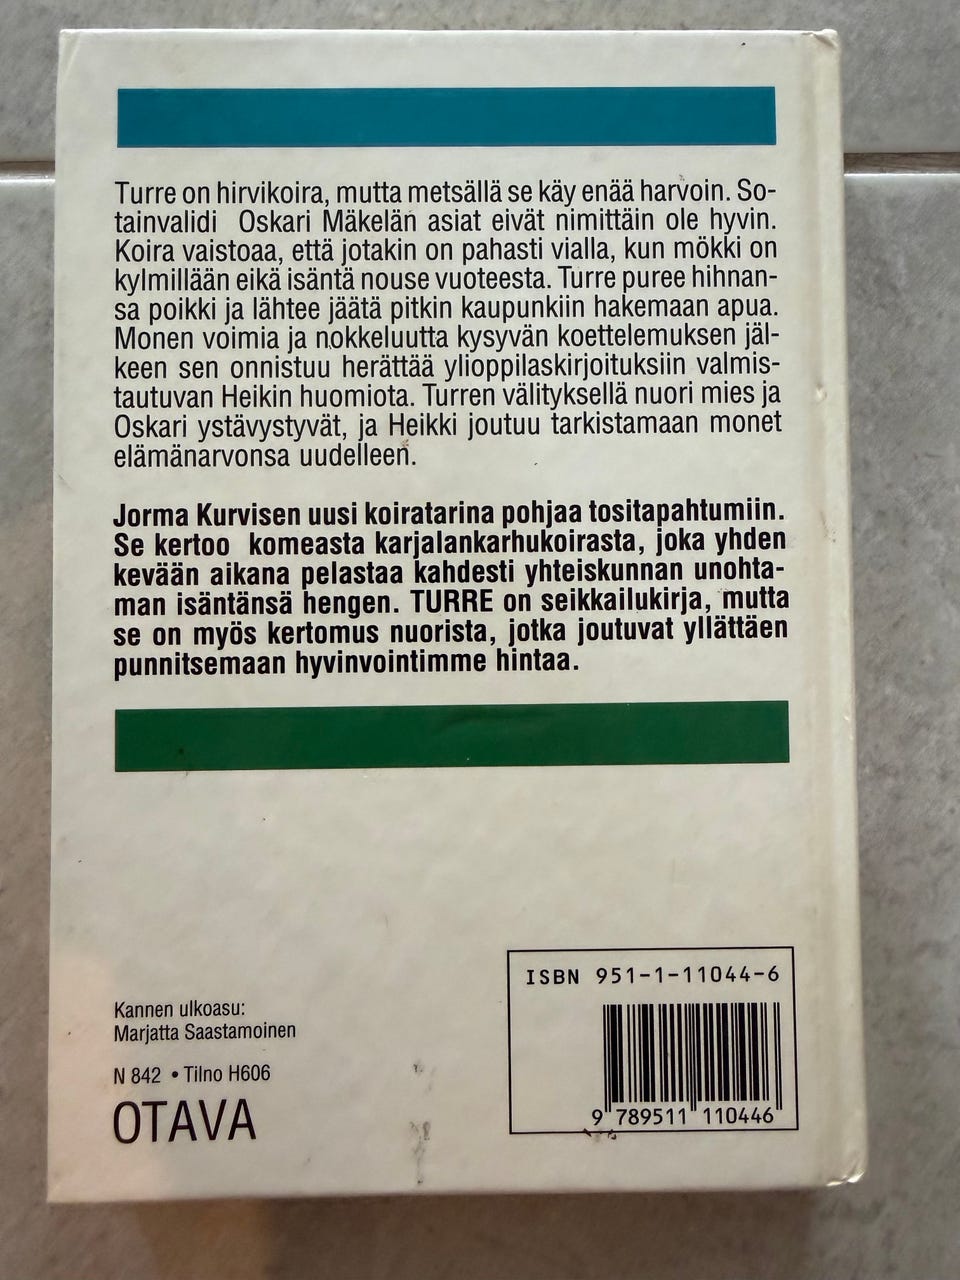 Turre on hirvikoira, mutta metsällä se käy enää harvoin. So-
tainvalidi Oskari Mäkelän asiat eivät nimittäin ole hyvin.
Koira vaistoaa, että jotakin on pahasti vialla, kun mökki on
kylmillään eikä isäntä nouse vuoteesta. Turre puree hihnan-
sa poikki ja lähtee jäätä pitkin kaupunkiin hakemaan apua.
Monen voimia ja nokkeluutta kysyvän koettelemuksen jäl-
keen sen onnistuu herättää ylioppilaskirjoituksiin valmis-
tautuvan Heikin huomiota. Turren välityksellä nuori mies ja
Oskari ystävystyvät, ja Heikki joutuu tarkistamaan monet
elämänarvonsa uudelleen.
Jorma Kurvisen uusi koiratarina pohjaa tositapahtumiin.
Se kertoo komeasta karjalankarhukoirasta, joka yhden
kevään aikana pelastaa kahdesti yhteiskunnan unohta-
man isäntänsä hengen. TURRE on seikkailukirja, mutta
se on myös kertomus nuorista, jotka joutuvat yllättäen
punnitsemaan hyvinvointimme hintaa.
Kannen ulkoasu:
Marjatta Saastamoinen
N 842 • Tilno H606
OTAVA
ISBN 951-1-11044-6
9 789511 110446